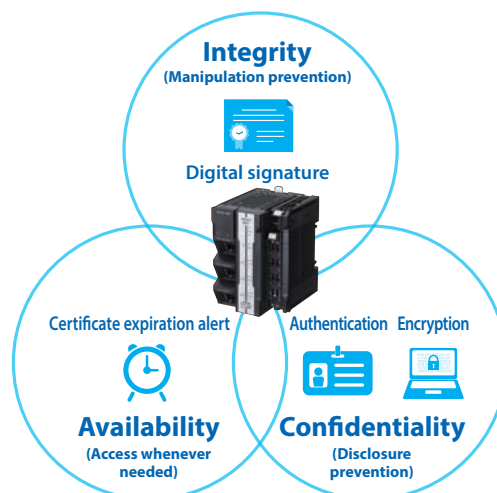 Integrity
(Manipulation prevention)
Digital signature
Certificate expiration alert
Authentication Encryption
Availability
(Access whenever
needed)
Confidentiality
(Disclosure
prevention)